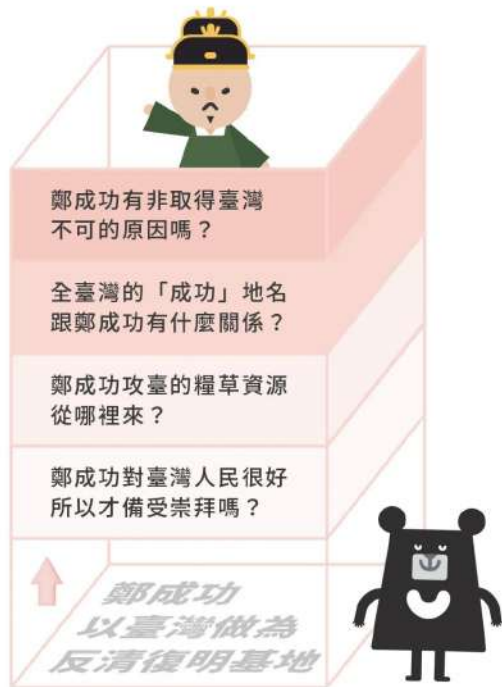 鄭成功有非取得臺灣
不可的原因嗎？
全臺灣的「成功」地名
跟鄭成功有什麼關係？
鄭成功攻臺的糧草資源
從哪裡來？
鄭成功對臺灣人民很好
所以才備受崇拜嗎？
鄭成功
以臺灣做為
反清復明基地